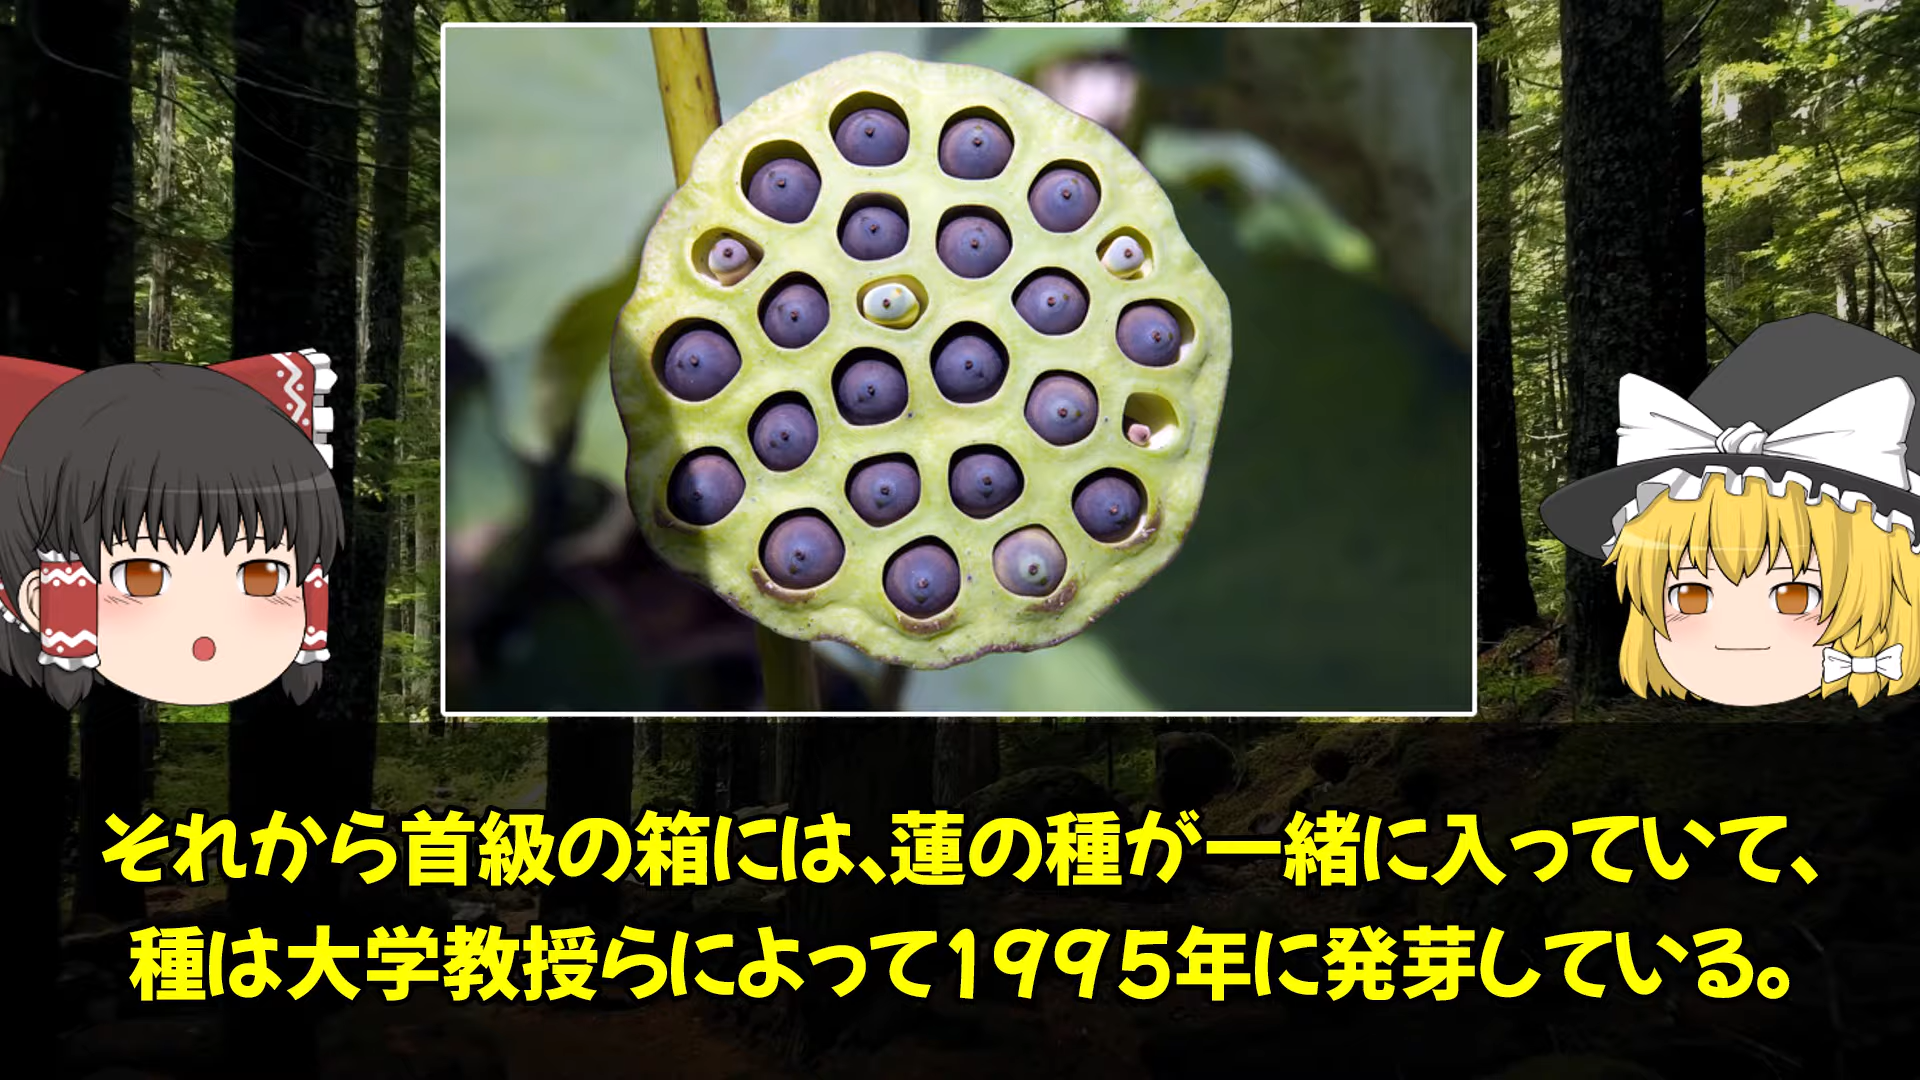 それから首級の箱には、蓮の種が一緒に入っていて、
種は大学教授らによって1995年に発芽している。